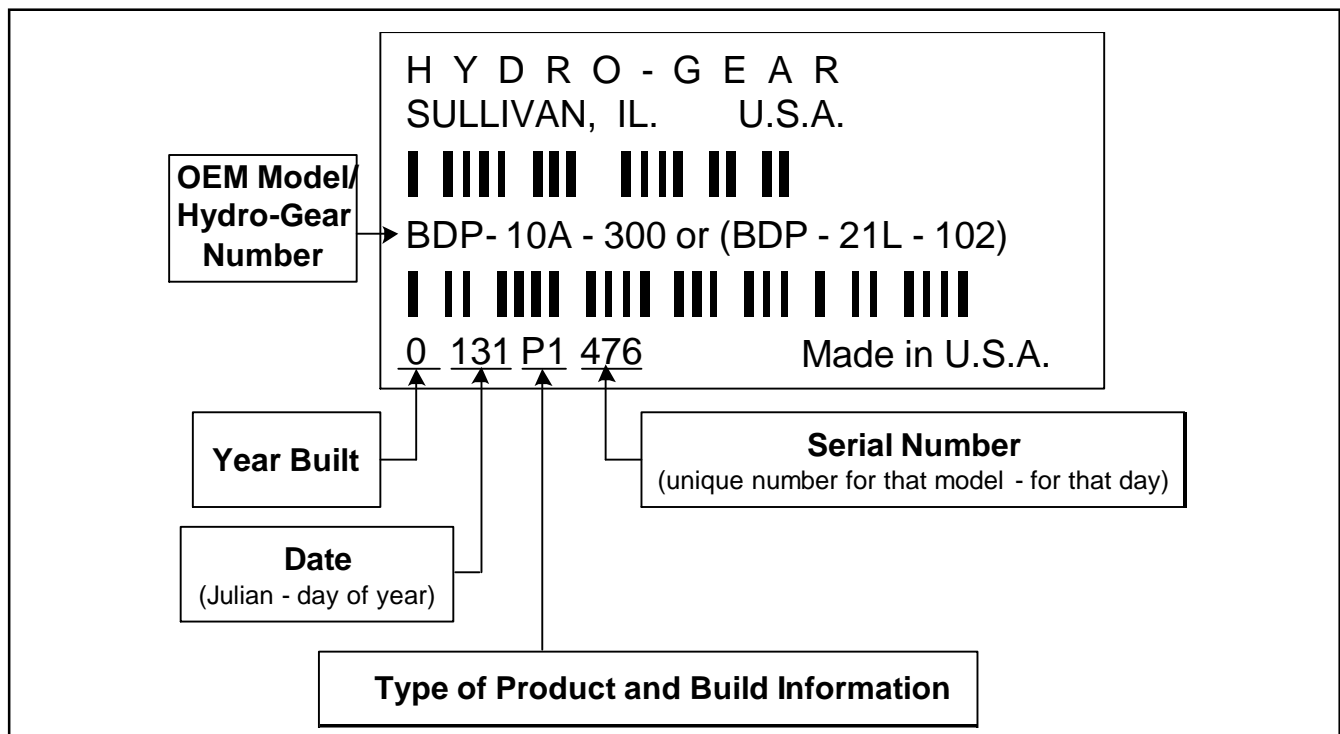 HYDRO-GEAR
SULLIVAN, IL. U.S.A.
OEM Model/
Hydro-Gear
Number
BDP- 10A - 300 or (BDP - 21L - 102)
0 131 P1 476 Made in U.S.A.
Year Built
Serial Number
(unique number for that model - for that day)
Date
(Julian - day of year)
Type of Product and Build Information